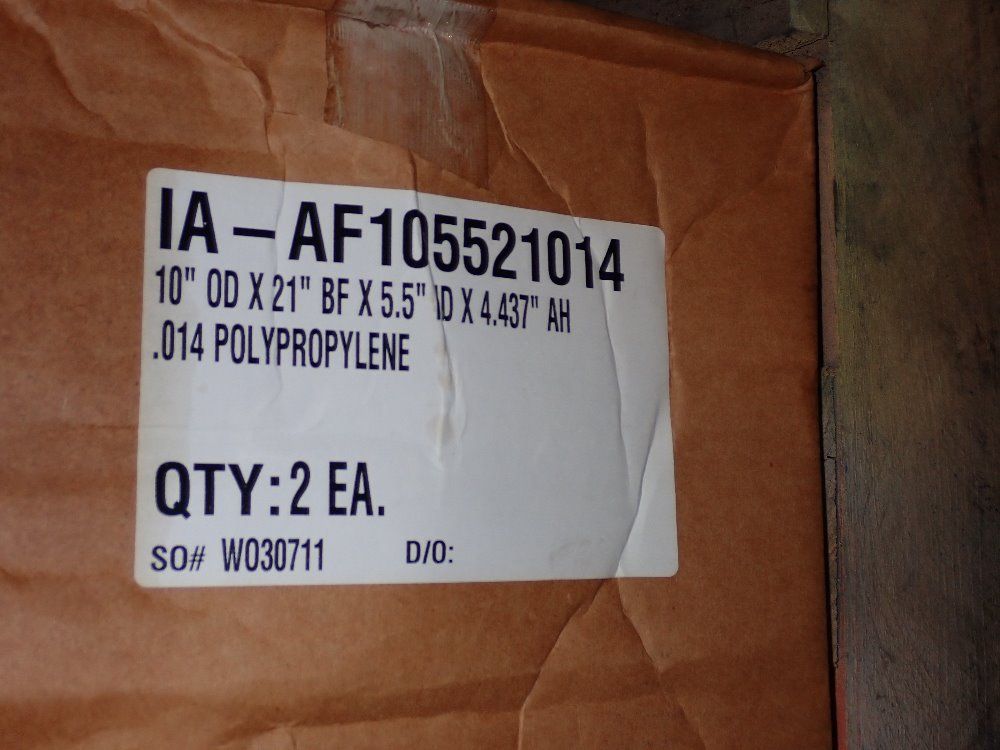 IA – AF105521014
10" OD X 21" BF X 5.5" ID X 4.437" AH
.014 POLYPROPYLENE
QTY: 2 EA.
SO# W030711 D/O: